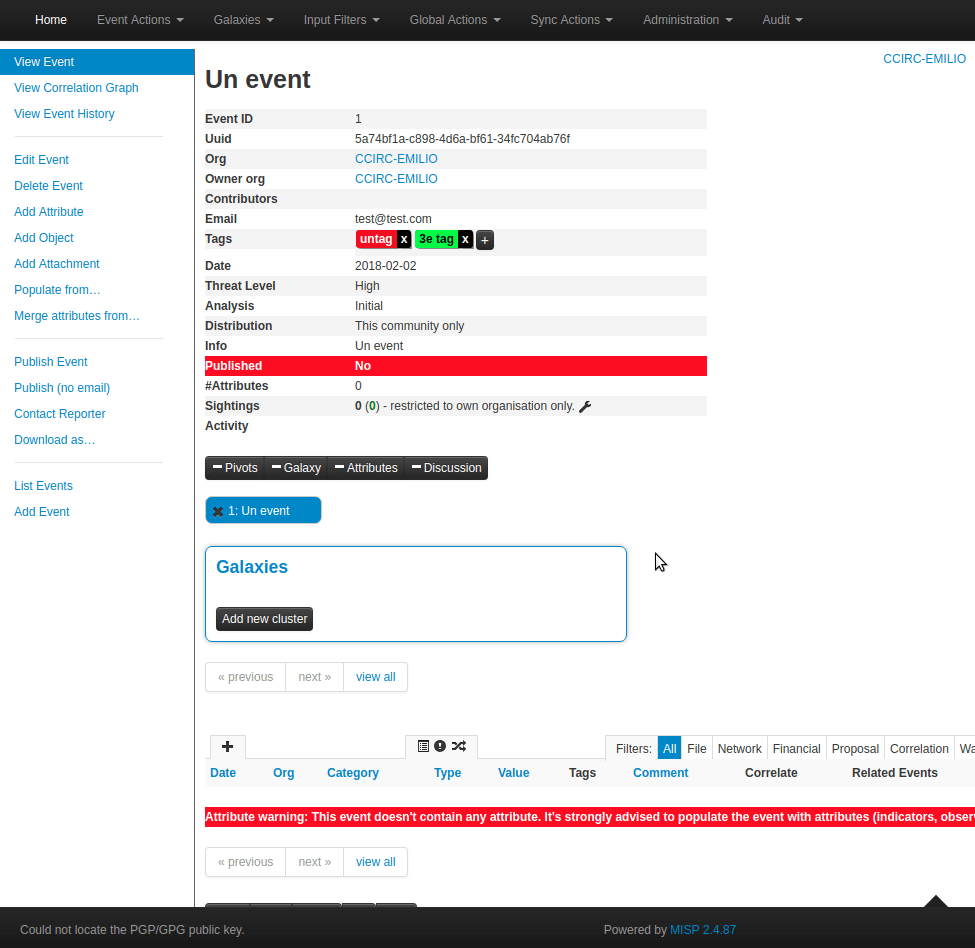 Home Event Actions Galaxies Input Filters Global Actions Sync Actions Administration Audit
CCIRC-EMILIO
View Event
View Correlation Graph
View Event History
Edit Event
Delete Event
Add Attribute
Add Object
Add Attachment
Populate from…
Merge attributes from…
Publish Event
Publish (no email)
Contact Reporter
Download as…
List Events
Add Event
Un event
Event ID 1
Uuid 5a74bf1a-c898-4d6a-bf61-34fc704ab76f
Org CCIRC-EMILIO
Owner org CCIRC-EMILIO
Contributors
Email test@test.com
Tags untag x 3e tag x +
Date 2018-02-02
Threat Level High
Analysis Initial
Distribution This community only
Info Un event
Published No
#Attributes 0
Sightings 0 (0) - restricted to own organisation only.
Activity
Pivots Galaxy Attributes Discussion
1: Un event
Galaxies
Add new cluster
« previous next » view all
Filters: All File Network Financial Proposal Correlation Wa
Date Org Category Type Value Tags Comment Correlate Related Events
Attribute warning: This event doesn't contain any attribute. It's strongly advised to populate the event with attributes (indicators, obser
« previous next » view all
Could not locate the PGP/GPG public key. Powered by MISP 2.4.87